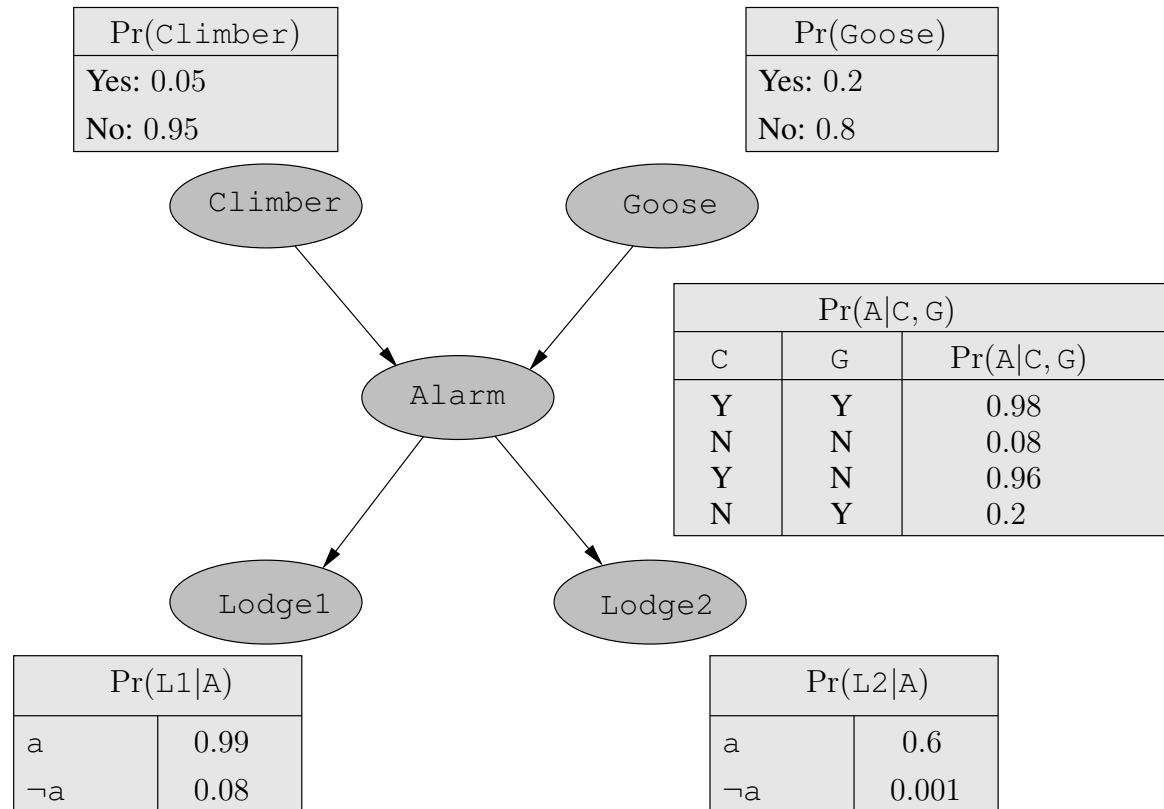 Pr(Climber)
Yes: 0.05
No: 0.95
Pr(Goose)
Yes: 0.2
No: 0.8
Climber
Goose
Pr(A|C, G)
C G Pr(A|C, G)
Y Y 0.98
N N 0.08
Y N 0.96
N Y 0.2
Alarm
Lodge1
Lodge2
Pr(L1|A)
a 0.99
¬a 0.08
Pr(L2|A)
a 0.6
¬a 0.001